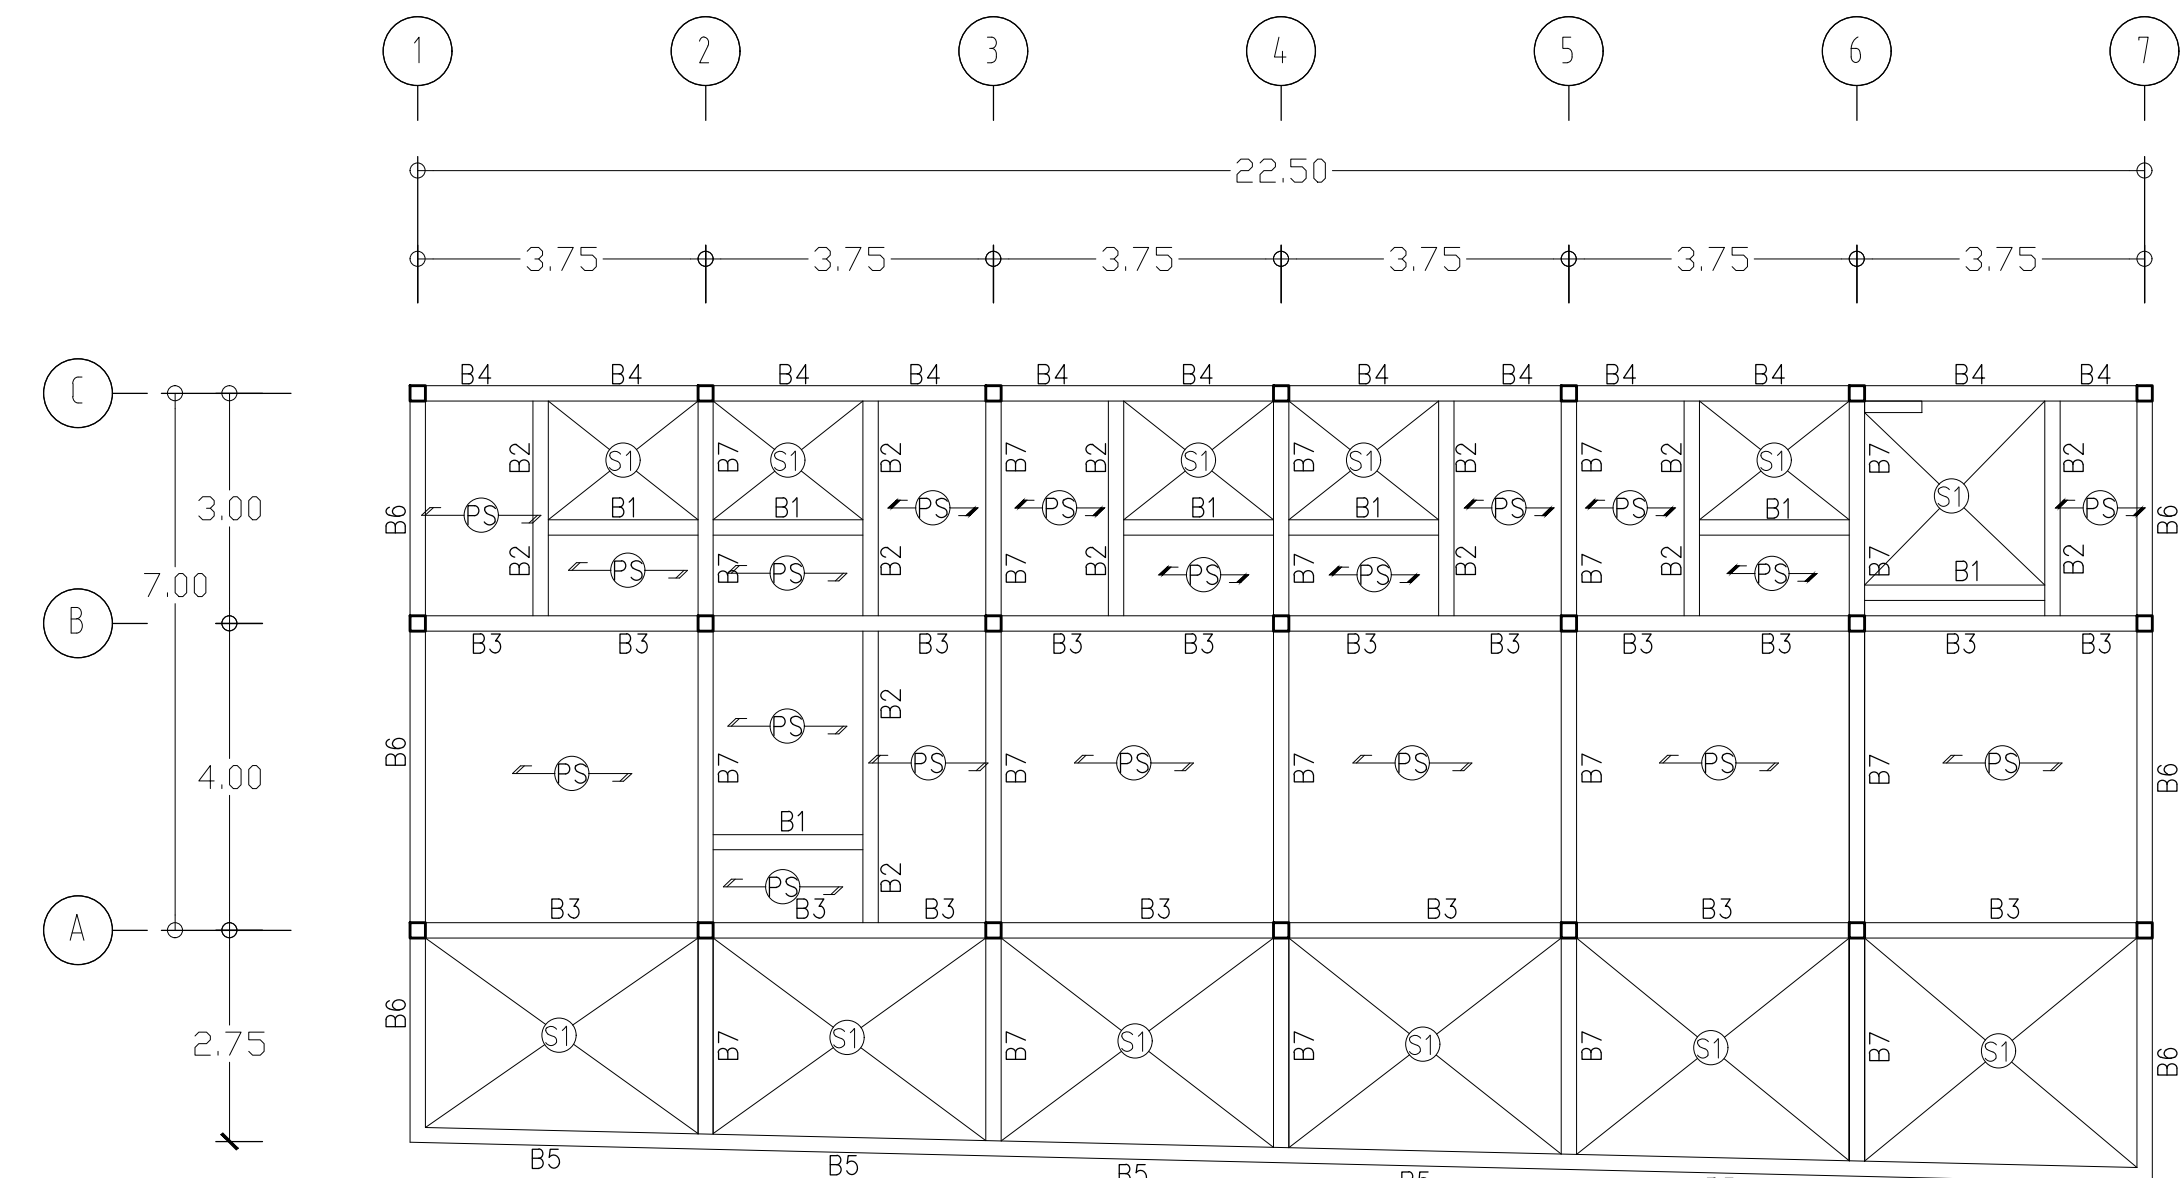 1 2 3 4 5 6 7
22.50
3.75 3.75 3.75 3.75 3.75 3.75
B4 B4 B4 B4 B4 B4 B4 B4 B4 B4 B4 B4
C
B2 S1 B7 S1 B2 B7 B2 S1 B7 S1 B2 B7 B2 S1 B7 B2
S1
3.00 B6 PS B1 B1 PS PS B1 B1 PS PS B1 PS B6
B2 PS B7 PS B2 B7 B2 PS B7 PS B2 B7 B2 PS B7 B1 B2
7.00
B
B3 B3 B3 B3 B3 B3 B3 B3 B3 B3 B3
B2
PS
B6 PS B7 PS B7 PS B7 PS B7 PS B7 PS B6
4.00
B1
B2
PS
B3 B3 B3 B3 B3 B3 B3
A
B6
2.75 S1 B7 S1 B7 S1 B7 S1 B7 S1 B7 S1 B6
B5 B5 B5 B5